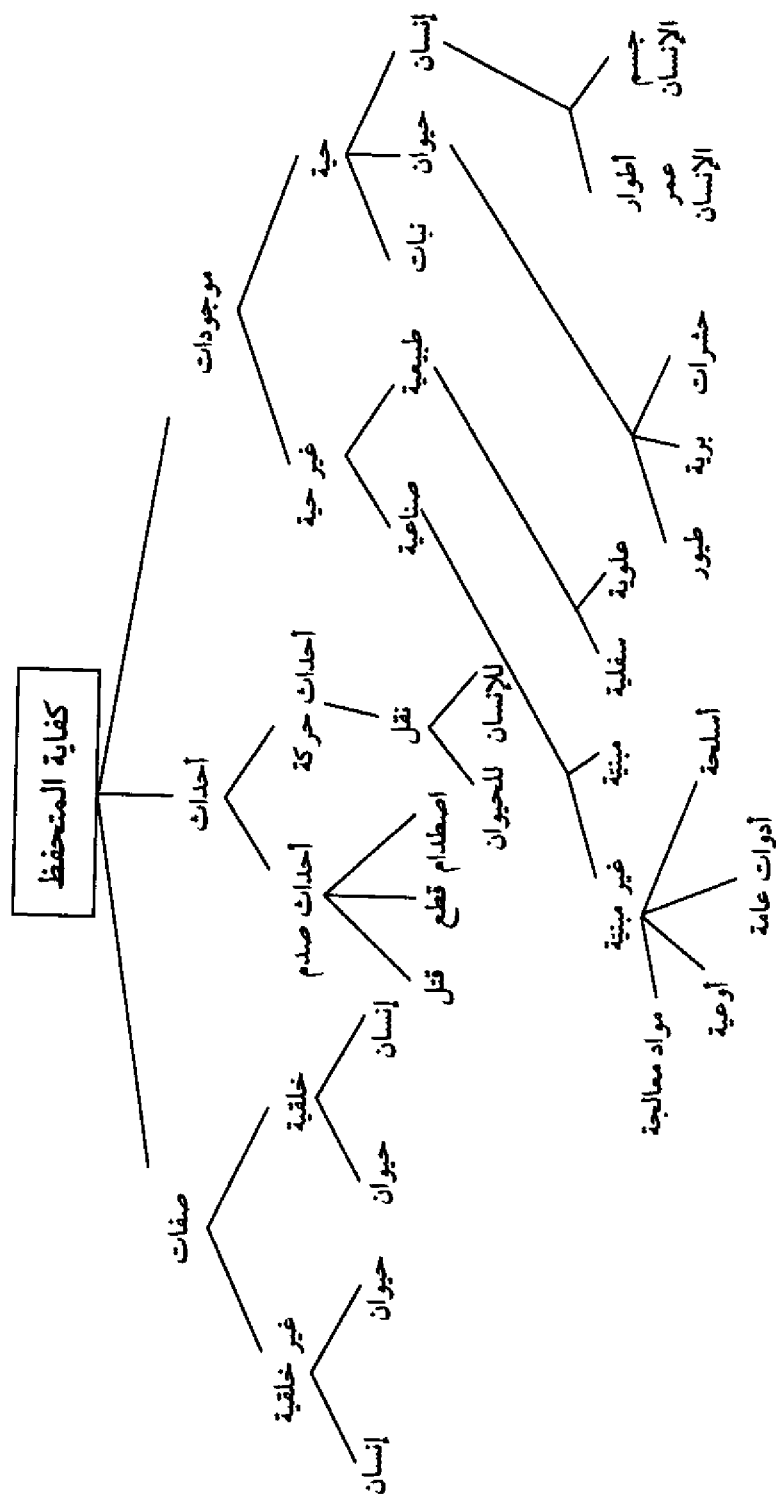 كفاية المتحفظ
موجودات
أحداث
صفات
حية
غير حية
أحداث حركة
أحداث صدم
خلقية
غير خلقية
إنسان
حيوان
نبات
طبيعية
صناعية
نقل
اصطدام
قطع
قتل
إنسان
حيوان
حيوان
إنسان
للإنسان
للحيوان
جسم
الإنسان
أطوار
عمر
الإنسان
حشرات
برية
طيور
علوية
سفلية
مبنية
غير مبنية
أسلحة
أدوات عامة
أوعية
مواد معالجة